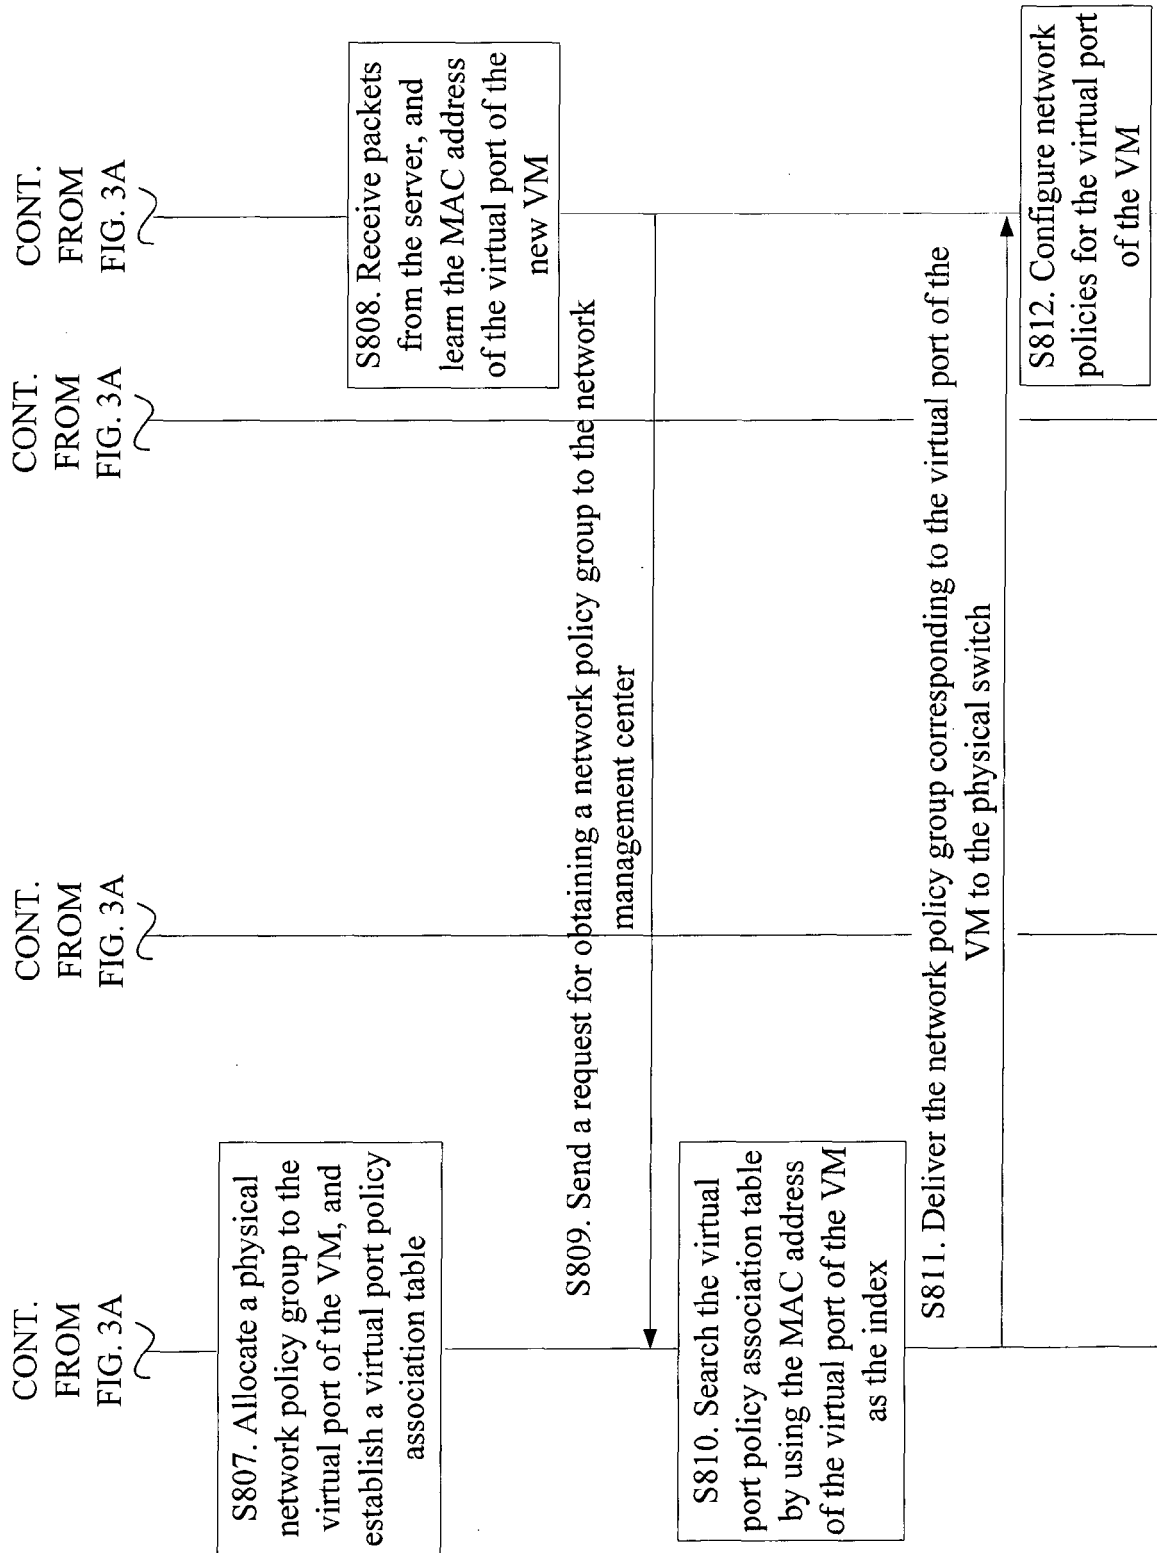 CONT.
FROM
FIG. 3A
CONT.
FROM
FIG. 3A
CONT.
FROM
FIG. 3A
CONT.
FROM
FIG. 3A
S807. Allocate a physical
network policy group to the
virtual port of the VM, and
establish a virtual port policy
association table
S808. Receive packets
from the server, and
learn the MAC address
of the virtual port of the
new VM
S809. Send a request for obtaining a network policy group to the network
management center
S810. Search the virtual
port policy association table
by using the MAC address
of the virtual port of the VM
as the index
S811. Deliver the network policy group corresponding to the virtual port of the
VM to the physical switch
S812. Configure network
policies for the virtual port
of the VM